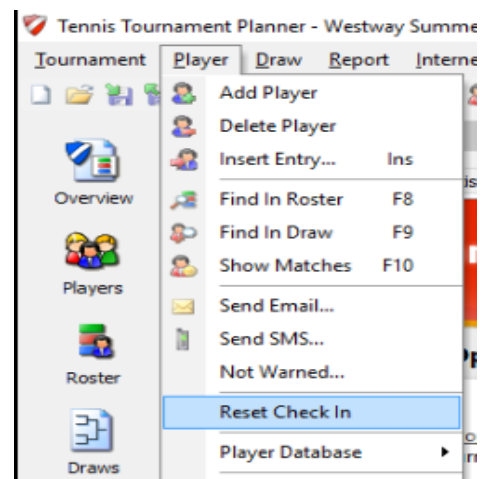 Tennis Tournament Planner - Westway Summe
Tournament Player Draw Report Interne
Add Player
Delete Player
Insert Entry... Ins
Overview
Find In Roster F8
Find In Draw F9
Show Matches F10
Players
Send Email...
Send SMS...
Roster
Not Warned...
Reset Check In
Player Database
Draws